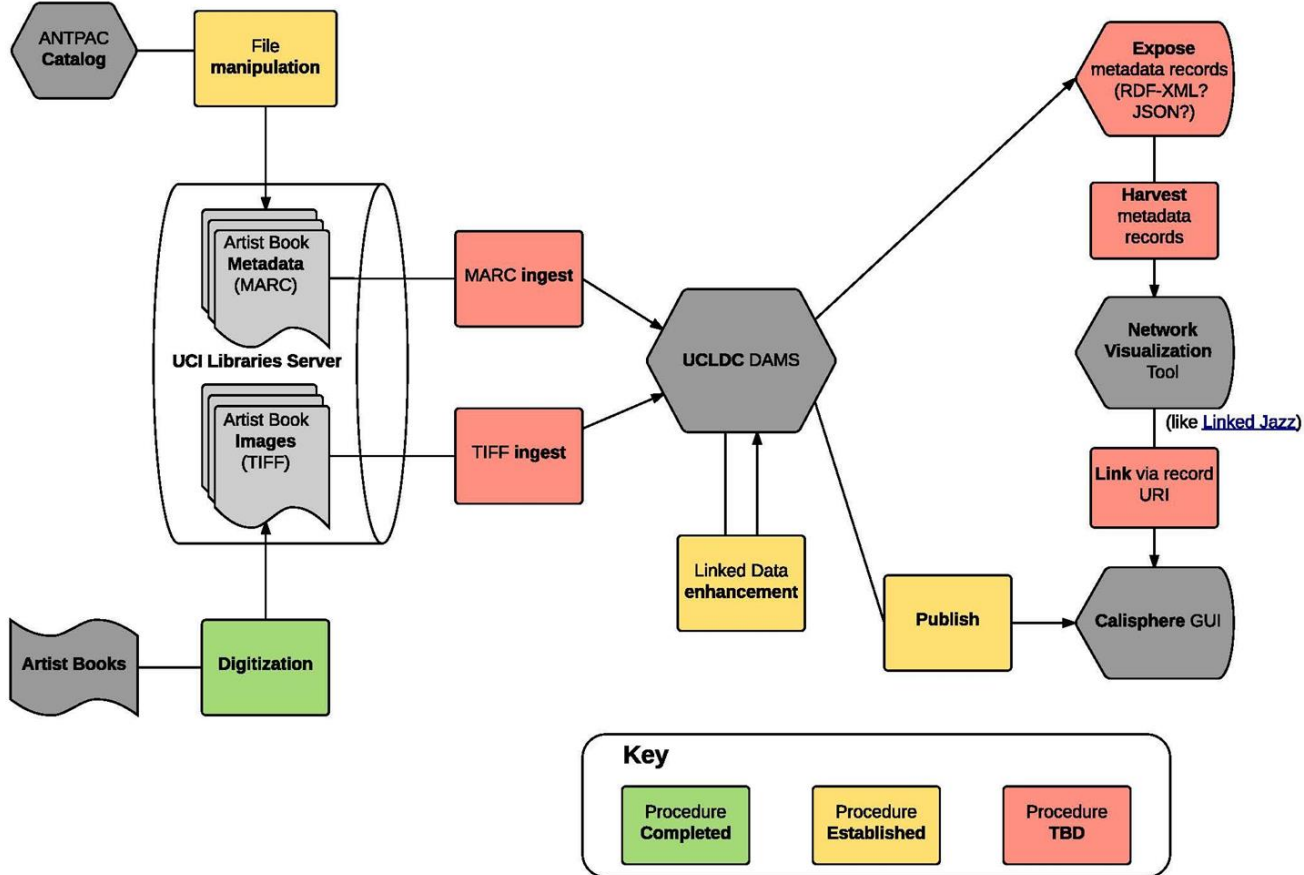 ANTPAC
Catalog
File
manipulation
Expose
metadata records
(RDF-XML?
JSON?)
Harvest
metadata
records
Artist Book
Metadata
(MARC)
MARC ingest
UCI Libraries Server
UCLDC DAMS
Network
Visualization
Tool
(like Linked Jazz)
Artist Book
Images
(TIFF)
TIFF ingest
Link via record
URI
Linked Data
enhancement
Publish
Calisphere GUI
Artist Books
Digitization
Key
Procedure
Completed
Procedure
Established
Procedure
TBD